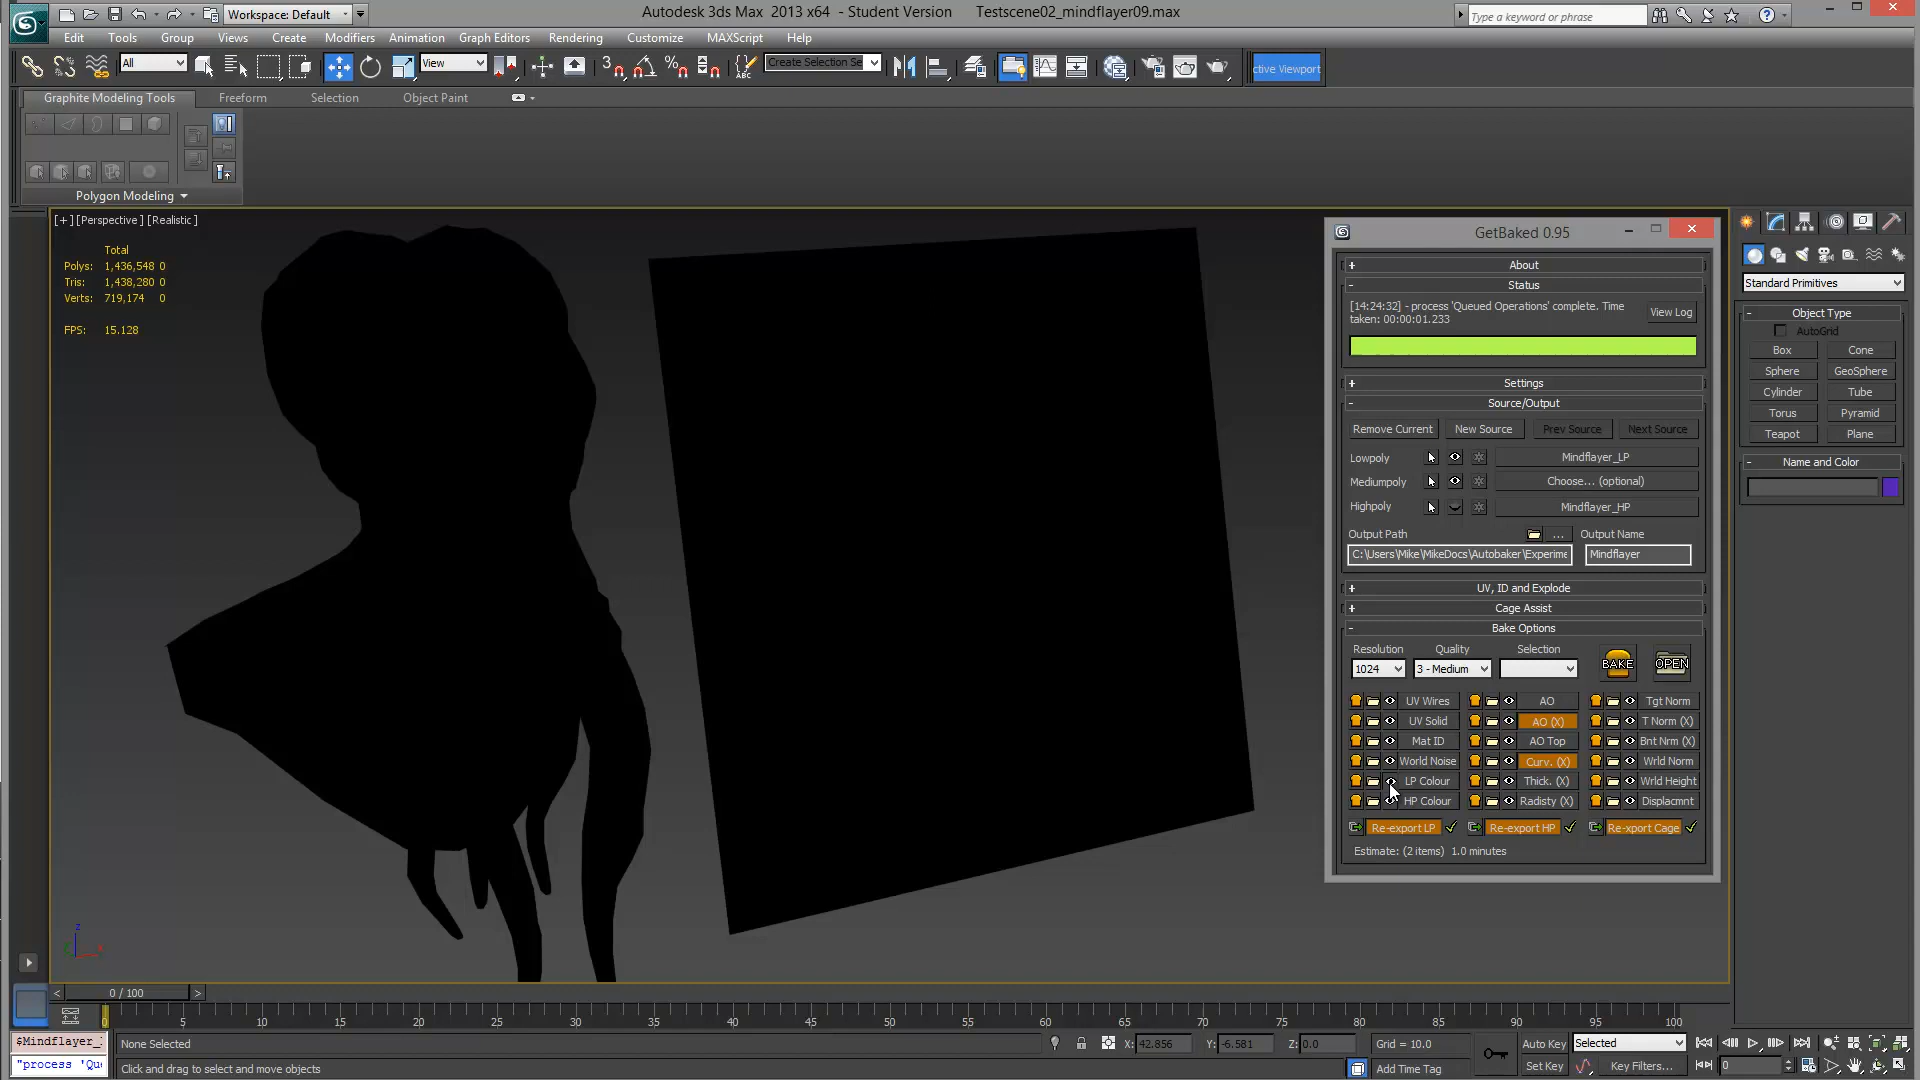 Workspace: Default
Autodesk 3ds Max 2013 x64 - Student Version Testscene02_mindflayer09.max
Type a keyword or phrase
Edit Tools Group Views Create Modifiers Animation Graph Editors Rendering Customize MAXScript Help
All View Create Selection Se ctive Viewport
Graphite Modeling Tools Freeform Selection Object Paint
Polygon Modeling
[+] [Perspective] [Realistic]
Total
Polys: 1,436,548 0
Tris: 1,438,280 0
Verts: 719,174 0
FPS: 15.128
GetBaked 0.95
+ About
- Status
[14:24:32] - process 'Queued Operations' complete. Time
taken: 00:00:01.233
View Log
+ Settings
- Source/Output
Remove Current New Source Prev Source Next Source
Lowpoly Mindflayer_LP
Mediumpoly Choose... (optional)
Highpoly Mindflayer_HP
Output Path ... Output Name
C:\Users\Mike\MikeDocs\Autobaker\Experime Mindflayer
+ UV, ID and Explode
+ Cage Assist
- Bake Options
Resolution Quality Selection
1024 3 - Medium BAKE OPEN
UV Wires AO Tgt Norm
UV Solid AO (X) T Norm (X)
Mat ID AO Top Bnt Nrm (X)
World Noise Curv. (X) Wrld Norm
LP Colour Thick. (X) Wrld Height
HP Colour Radisty (X) Displacmnt
Re-export LP Re-export HP Re-xport Cage
Estimate: (2 items) 1.0 minutes
Standard Primitives
- Object Type
AutoGrid
Box Cone
Sphere GeoSphere
Cylinder Tube
Torus Pyramid
Teapot Plane
- Name and Color
z
x
< 0 / 100 >
0 5 10 15 20 25 30 35 40 45 50 55 60 65 70 75 80 85 90 95 100
$Mindflayer_ None Selected X: 42.856 Y: -6.581 Z: 0.0 Grid = 10.0 Auto Key Selected
"process 'Qu Click and drag to select and move objects Add Time Tag Set Key Key Filters... 0